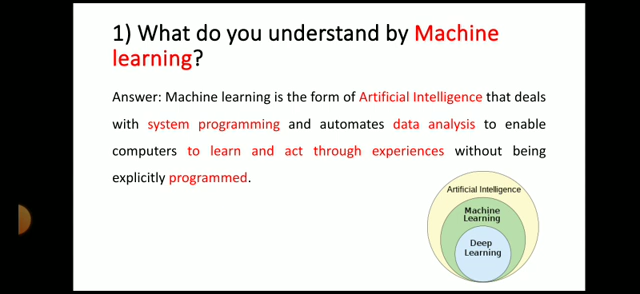 1) What do you understand by Machine
learning?
Answer: Machine learning is the form of Artificial Intelligence that deals
with system programming and automates data analysis to enable
computers to learn and act through experiences without being
explicitly programmed.
Artificial Intelligence
Machine
Learning
Deep
Learning